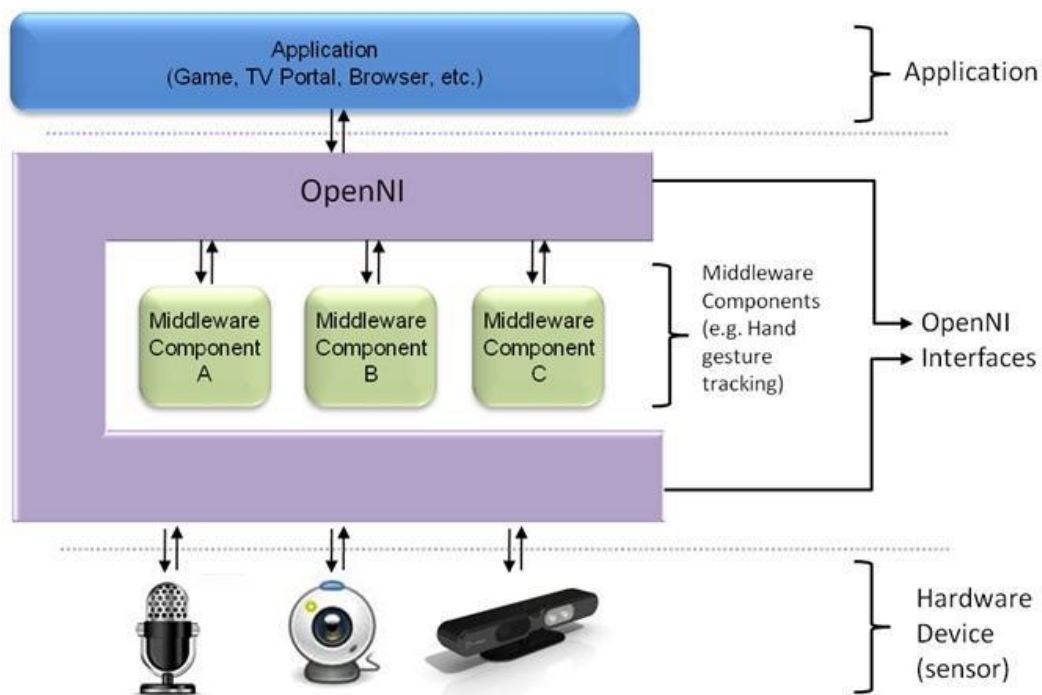 Application
(Game, TV Portal, Browser, etc.)
Application
OpenNI
Middleware
Component
A
Middleware
Component
B
Middleware
Component
C
Middleware
Components
(e.g. Hand
gesture
tracking)
OpenNI
Interfaces
Hardware
Device
(sensor)